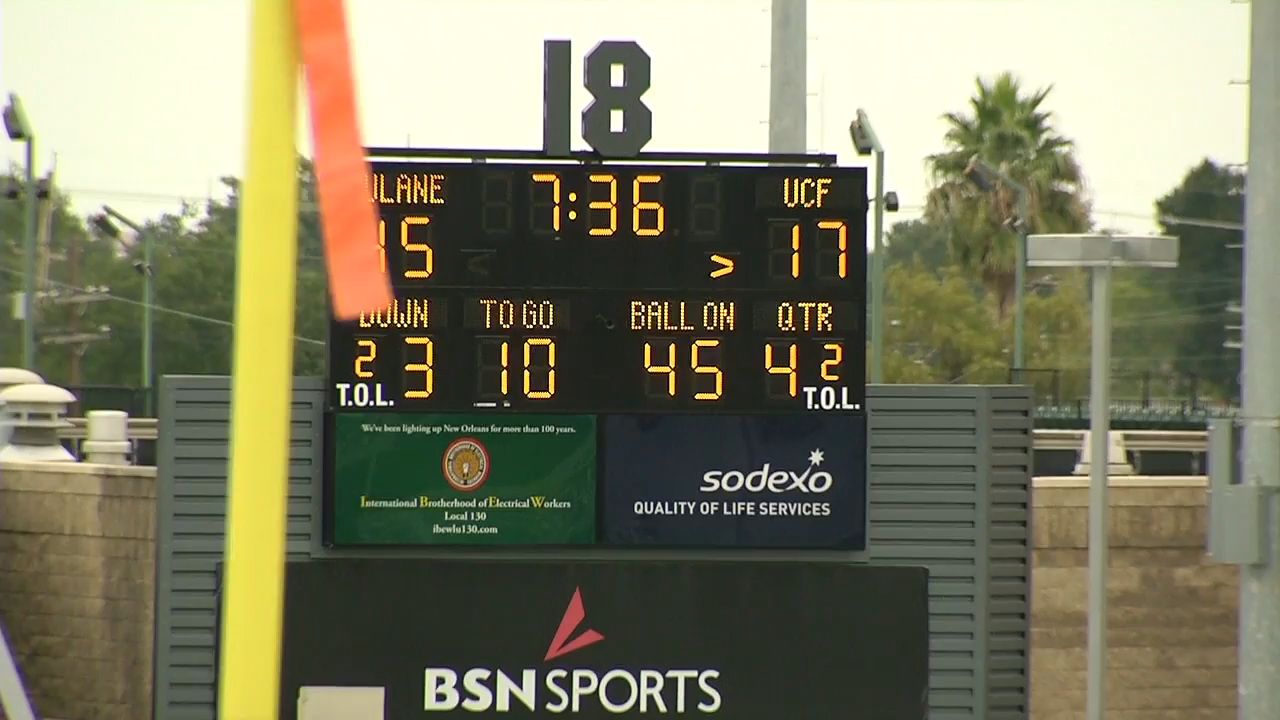 18
ULANE 7:36 UCF
15 > 17
DOWN TO GO BALL ON QTR
2 3 10 45 4 2
T.O.L. T.O.L.
We've been lighting up New Orleans for more than 100 years.
International Brotherhood of Electrical Workers
Local 130
ibewlu130.com
sodexo
QUALITY OF LIFE SERVICES
BSN SPORTS